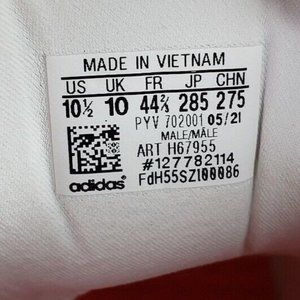 MADE IN VIETNAM
US UK FR JP CHN
10½ 10 44⅔ 285 275
PYV 702001 05/21
MALE/MÂLE
ART H67955
#127782114
adidas FdH55SZ100086